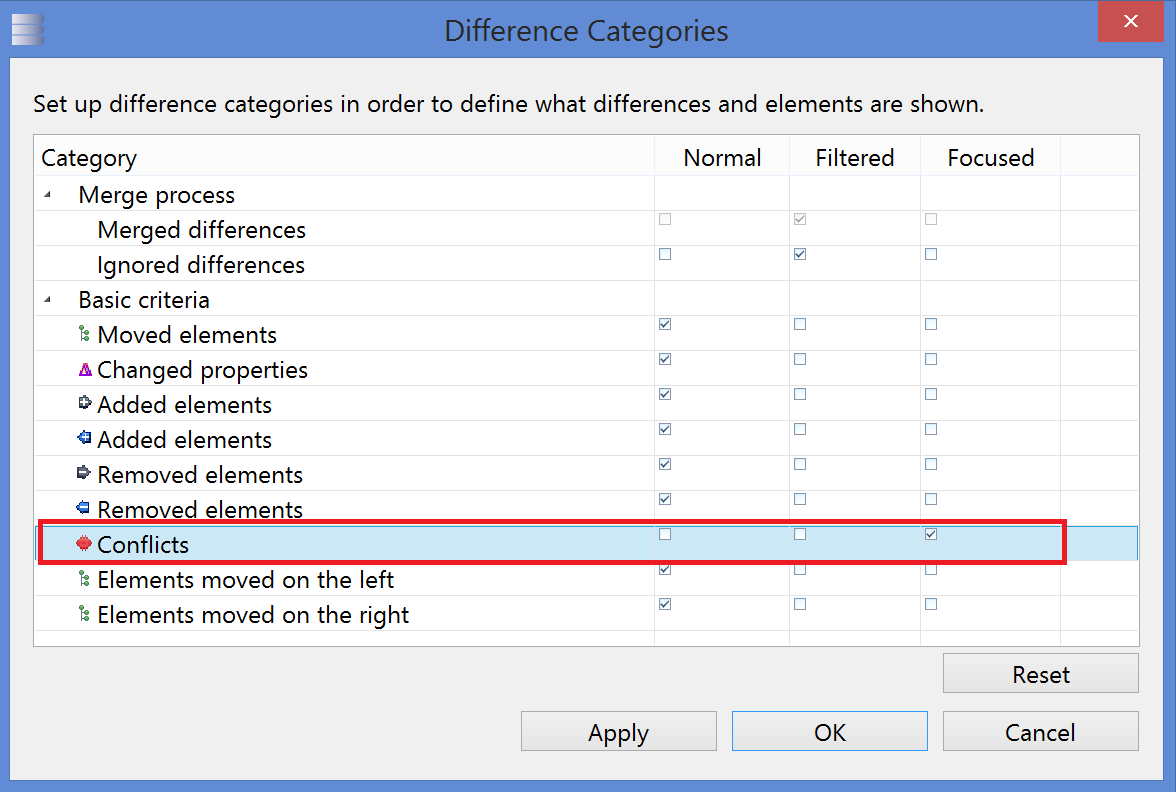 Difference Categories
Set up difference categories in order to define what differences and elements are shown.
Category Normal Filtered Focused
Merge process
Merged differences
Ignored differences
Basic criteria
Moved elements
Changed properties
Added elements
Added elements
Removed elements
Removed elements
Conflicts
Elements moved on the left
Elements moved on the right
Reset
Apply OK Cancel